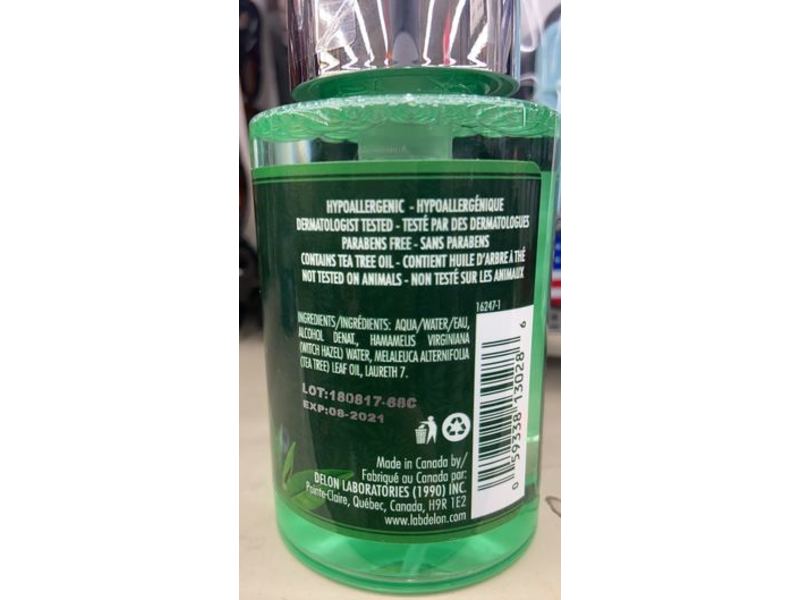 HYPOALLERGENIC - HYPOALLERGÉNIQUE
DERMATOLOGIST TESTED - TESTÉ PAR DES DERMATOLOGUES
PARABENS FREE - SANS PARABENS
CONTAINS TEA TREE OIL - CONTIENT HUILE D'ARBRE À THÉ
NOT TESTED ON ANIMALS - NON TESTÉ SUR LES ANIMAUX
16247-1
INGREDIENTS/INGRÉDIENTS: AQUA/WATER/EAU,
ALCOHOL DENAT., HAMAMELIS VIRGINIANA
(WITCH HAZEL) WATER, MELALEUCA ALTERNIFOLIA
(TEA TREE) LEAF OIL, LAURETH 7.
LOT:180817-68C
EXP:08-2021
0 59338 13028 6
Made in Canada by/
Fabriqué au Canada par:
DELON LABORATORIES (1990) INC.
Pointe-Claire, Québec, Canada, H9R 1E2
www.labdelon.com